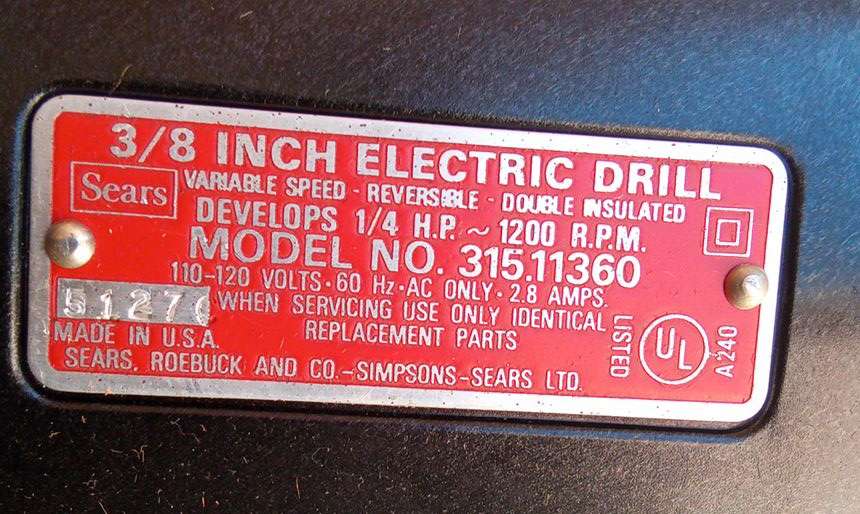 3/8 INCH ELECTRIC DRILL
Sears
VARIABLE SPEED - REVERSIBLE - DOUBLE INSULATED
DEVELOPS 1/4 H.P. ~ 1200 R.P.M.
MODEL NO. 315.11360
110-120 VOLTS·60 Hz·AC ONLY·2.8 AMPS.
WHEN SERVICING USE ONLY IDENTICAL
REPLACEMENT PARTS
MADE IN U.S.A.
SEARS, ROEBUCK AND CO.-SIMPSONS-SEARS LTD.
LISTED
UL
A240